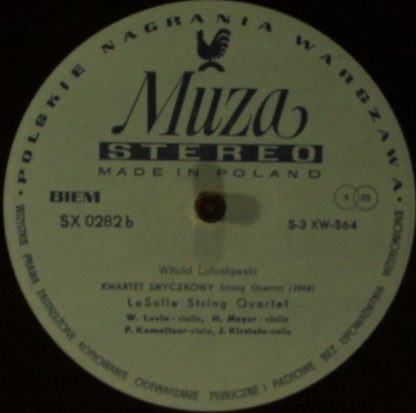 • POLSKIE NAGRANIA WARSZAWA •
Muza
STEREO
MADE IN POLAND
BIEM
SX 0282 b
S-3 XW-564
Witold Lutosławski
KWARTET SMYCZKOWY String Quartet (1964)
LaSalle String Quartet
W. Levin - violin, H. Meyer - violin
P. Kamnitzer - viola, J. Kirstein - cello
WSZYSTKIE PRAWA ZASTRZEŻONE KOPIOWANIE ODTWARZANIE PUBLICZNE I RADIOWE BEZ UPOWAŻNIENIA WZBRONIONE